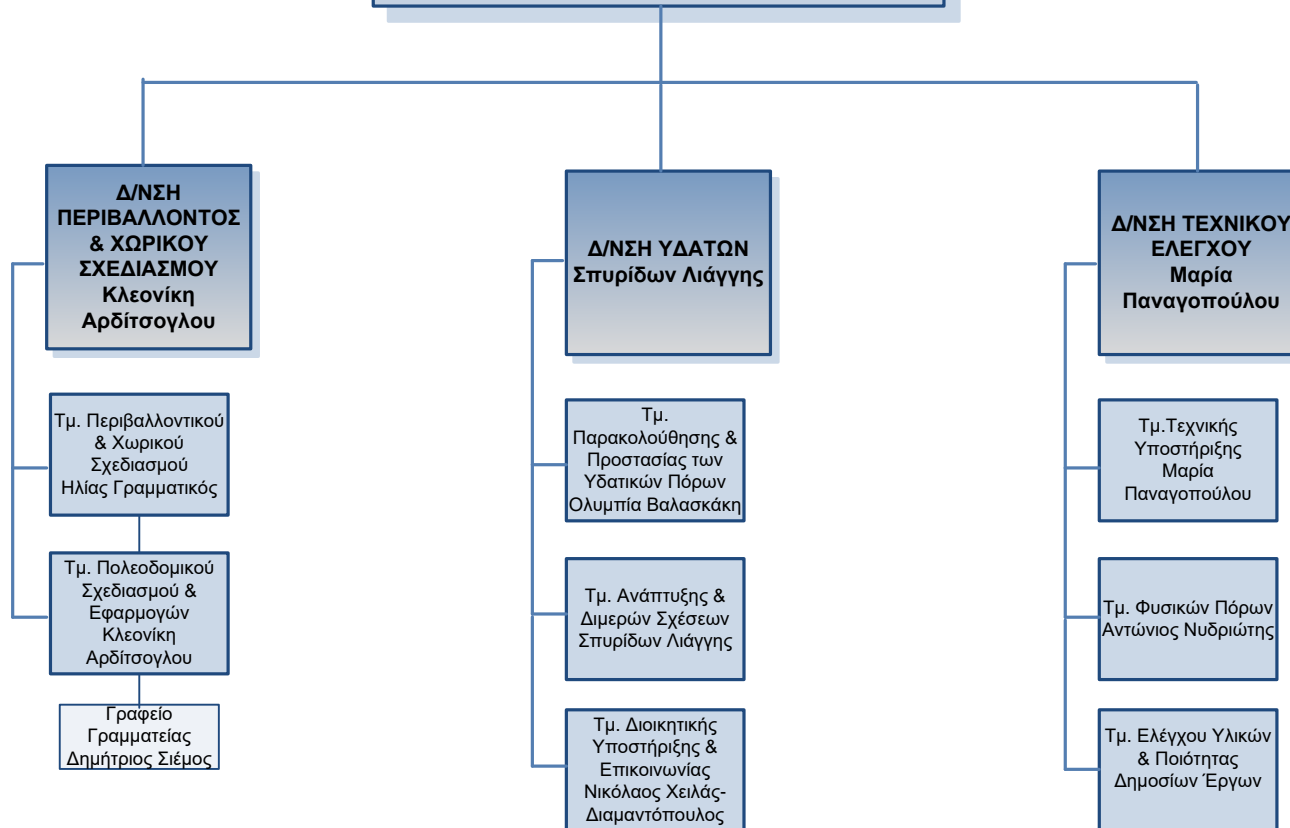 Δ/ΝΣΗ
ΠΕΡΙΒΑΛΛΟΝΤΟΣ
& ΧΩΡΙΚΟΥ
ΣΧΕΔΙΑΣΜΟΥ
Κλεονίκη
Αρδίτσογλου
Τμ. Περιβαλλοντικού
& Χωρικού
Σχεδιασμού
Ηλίας Γραμματικός
Τμ. Πολεοδομικού
Σχεδιασμού &
Εφαρμογών
Κλεονίκη
Αρδίτσογλου
Γραφείο
Γραμματείας
Δημήτριος Σιέμος
Δ/ΝΣΗ ΥΔΑΤΩΝ
Σπυρίδων Λιάγγης
Τμ.
Παρακολούθησης &
Προστασίας των
Υδατικών Πόρων
Ολυμπία Βαλασκάκη
Τμ. Ανάπτυξης &
Διμερών Σχέσεων
Σπυρίδων Λιάγγης
Τμ. Διοικητικής
Υποστήριξης &
Επικοινωνίας
Νικόλαος Χειλάς-
Διαμαντόπουλος
Δ/ΝΣΗ ΤΕΧΝΙΚΟΥ
ΕΛΕΓΧΟΥ
Μαρία
Παναγοπούλου
Τμ.Τεχνικής
Υποστήριξης
Μαρία
Παναγοπούλου
Τμ. Φυσικών Πόρων
Αντώνιος Νυδριώτης
Τμ. Ελέγχου Υλικών
& Ποιότητας
Δημοσίων Έργων